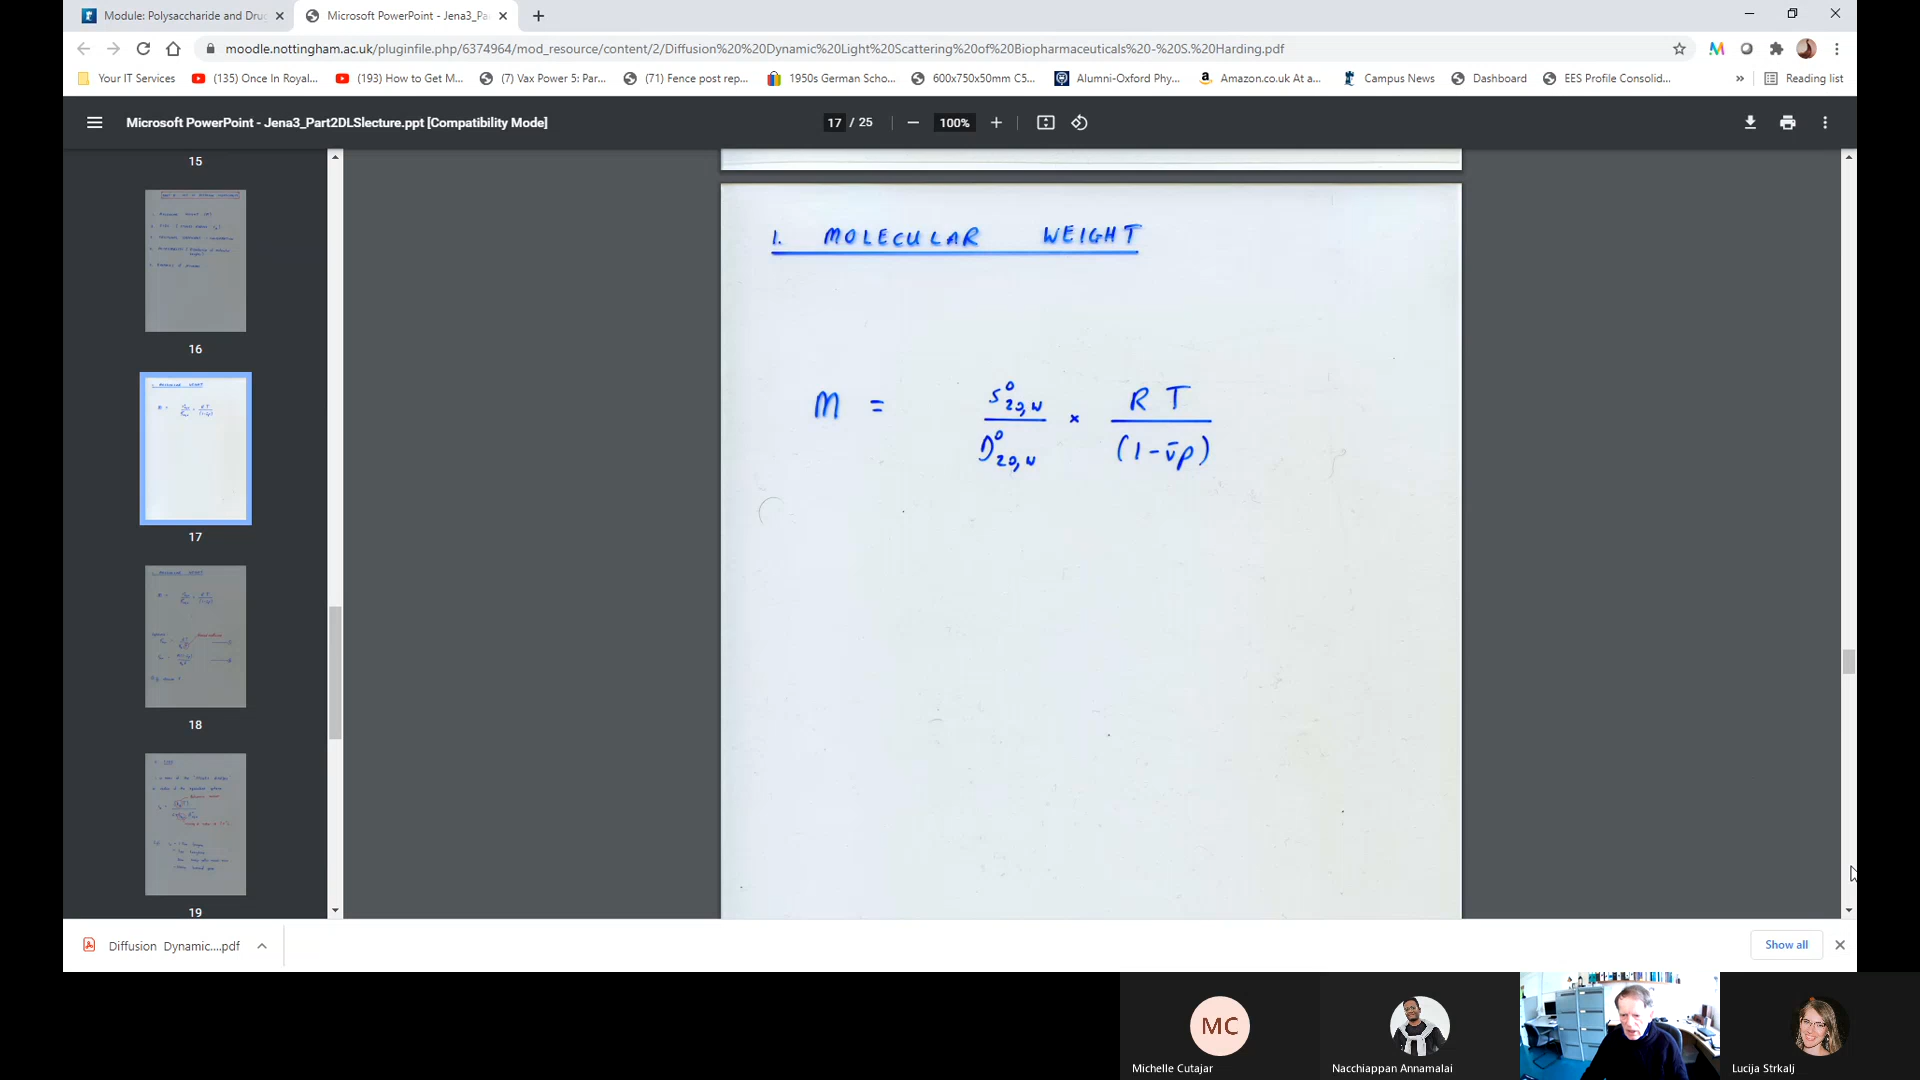 Module: Polysaccharide and Dru
Microsoft PowerPoint - Jena3_Pa
moodle.nottingham.ac.uk/pluginfile.php/6374964/mod_resource/content/2/Diffusion%20%20Dynamic%20Light%20Scattering%20of%20Biopharmaceuticals%20-%20S.%20Harding.pdf
Your IT Services
(135) Once In Royal...
(193) How to Get M...
(7) Vax Power 5: Par...
(71) Fence post rep...
1950s German Scho...
600x750x50mm C5...
Alumni-Oxford Phy...
Amazon.co.uk At a...
Campus News
Dashboard
EES Profile Consolid...
»
Reading list
Microsoft PowerPoint - Jena3_Part2DLSlecture.ppt [Compatibility Mode]
17 / 25
100%
15
16
17
18
19
1. MOLECULAR WEIGHT
M = s⁰20,w / D⁰20,w × R T / (1-v̄ρ)
Diffusion Dynamic....pdf
Show all
MC
Michelle Cutajar
Nacchiappan Annamalai
Lucija Strkalj